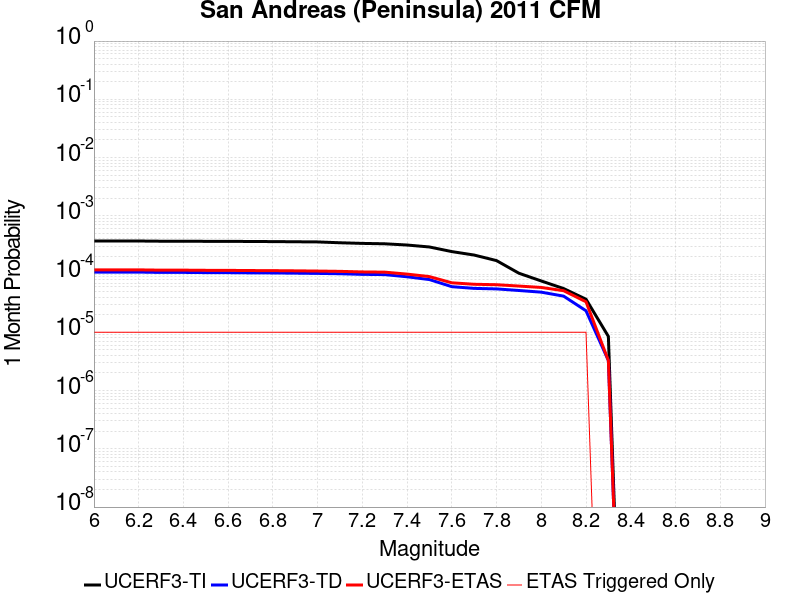 San Andreas (Peninsula) 2011 CFM
10^0
10^-1
10^-2
10^-3
10^-4
10^-5
10^-6
10^-7
10^-8
1 Month Probability
6 6.2 6.4 6.6 6.8 7 7.2 7.4 7.6 7.8 8 8.2 8.4 8.6 8.8 9
Magnitude
UCERF3-TI UCERF3-TD UCERF3-ETAS ETAS Triggered Only